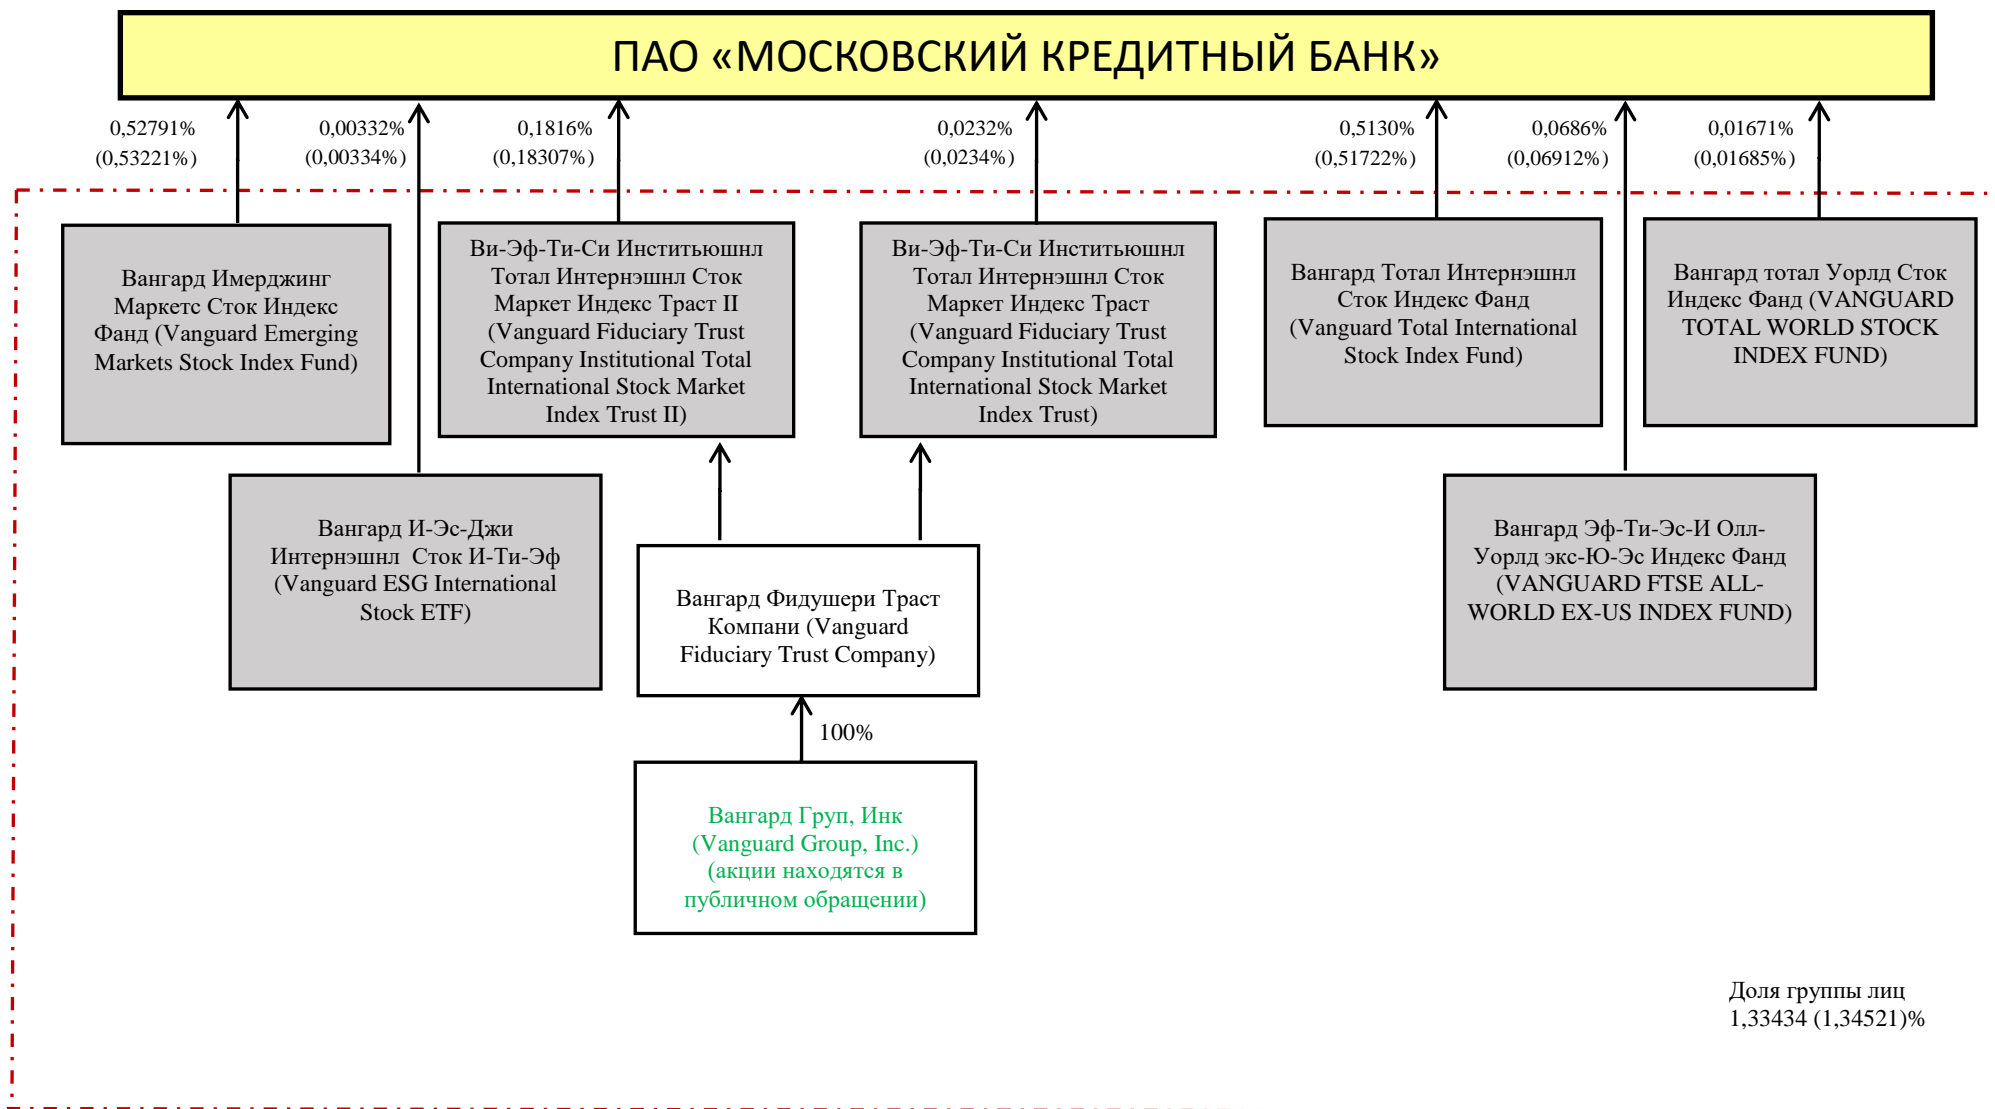 ПАО «МОСКОВСКИЙ КРЕДИТНЫЙ БАНК»
0,52791%
(0,53221%)
0,00332%
(0,00334%)
0,1816%
(0,18307%)
0,0232%
(0,0234%)
0,5130%
(0,51722%)
0,0686%
(0,06912%)
0,01671%
(0,01685%)
Вангард Имерджинг
Маркетс Сток Индекс
Фанд (Vanguard Emerging
Markets Stock Index Fund)
Ви-Эф-Ти-Си Институюшнл
Тотал Интернэшнл Сток
Маркет Индекс Траст II
(Vanguard Fiduciary Trust
Company Institutional Total
International Stock Market
Index Trust II)
Ви-Эф-Ти-Си Институюшнл
Тотал Интернэшнл Сток
Маркет Индекс Траст
(Vanguard Fiduciary Trust
Company Institutional Total
International Stock Market
Index Trust)
Вангард Тотал Интернэшнл
Сток Индекс Фанд
(Vanguard Total International
Stock Index Fund)
Вангард тотал Уорлд Сток
Индекс Фанд (VANGUARD
TOTAL WORLD STOCK
INDEX FUND)
Вангард И-Эс-Джи
Интернэшнл  Сток И-Ти-Эф
(Vanguard ESG International
Stock ETF)
Вангард Фидушери Траст
Компани (Vanguard
Fiduciary Trust Company)
Вангард Эф-Ти-Эс-И Олл-
Уорлд экс-Ю-Эс Индекс Фанд
(VANGUARD FTSE ALL-
WORLD EX-US INDEX FUND)
100%
Вангард Груп, Инк
(Vanguard Group, Inc.)
(акции находятся в
публичном обращении)
Доля группы лиц
1,33434 (1,34521)%